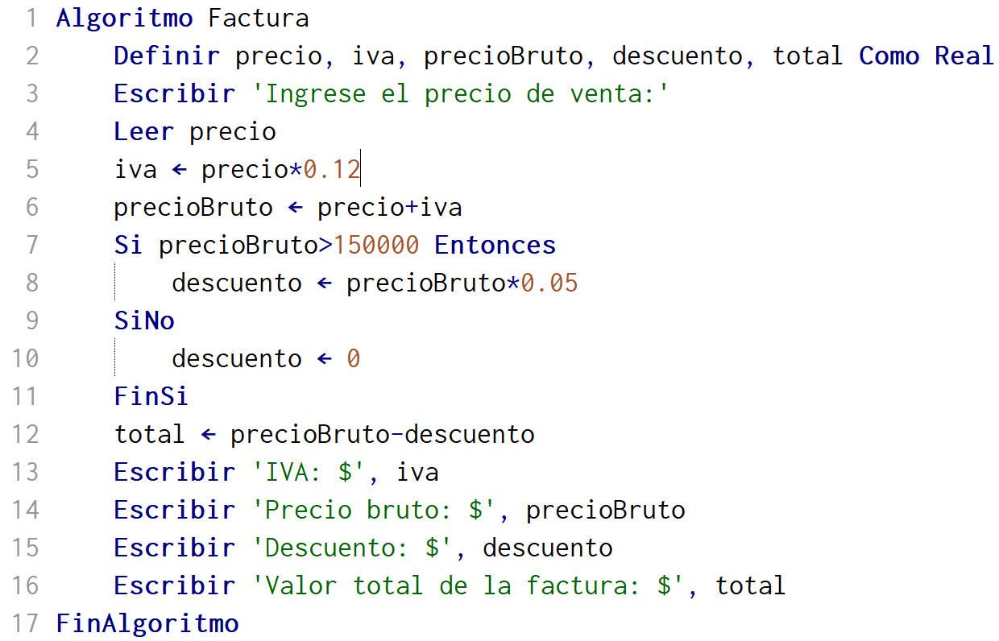 1 Algoritmo Factura
2 Definir precio, iva, precioBruto, descuento, total Como Real
3 Escribir 'Ingrese el precio de venta:'
4 Leer precio
5 iva ← precio*0.12
6 precioBruto ← precio+iva
7 Si precioBruto>150000 Entonces
8 descuento ← precioBruto*0.05
9 SiNo
10 descuento ← 0
11 FinSi
12 total ← precioBruto-descuento
13 Escribir 'IVA: $', iva
14 Escribir 'Precio bruto: $', precioBruto
15 Escribir 'Descuento: $', descuento
16 Escribir 'Valor total de la factura: $', total
17 FinAlgoritmo